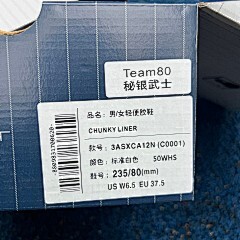 Team80
秘银武士
品名: 男/女轻便胶鞋
CHUNKY LINER
款号: 3ASXCA12N (C0001)
颜色: 标准白色 50WHS
鞋号: 235/80(mm)
US W6.5 EU 37.5